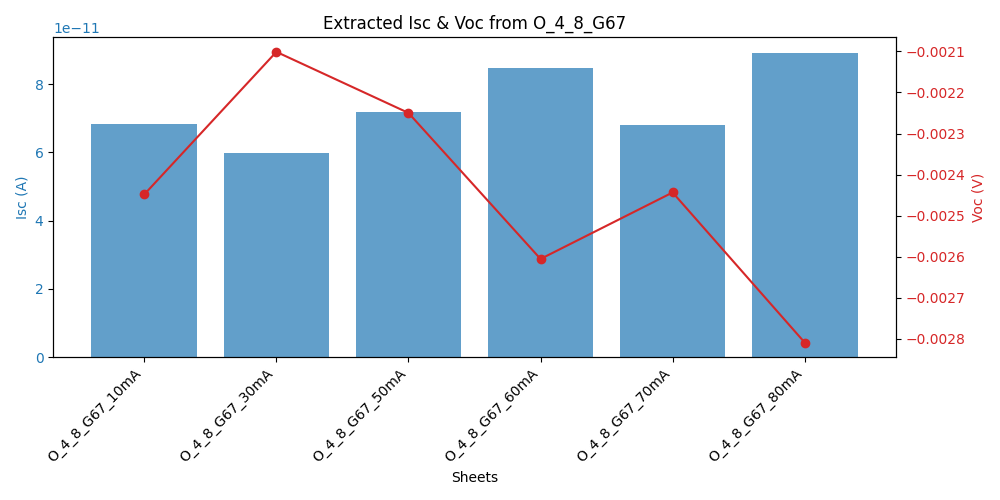 Extracted Isc & Voc from O_4_8_G67
1e−11
8
6
4
2
0
Isc (A)
−0.0021
−0.0022
−0.0023
−0.0024
−0.0025
−0.0026
−0.0027
−0.0028
Voc (V)
O_4_8_G67_10mA
O_4_8_G67_30mA
O_4_8_G67_50mA
O_4_8_G67_60mA
O_4_8_G67_70mA
O_4_8_G67_80mA
Sheets